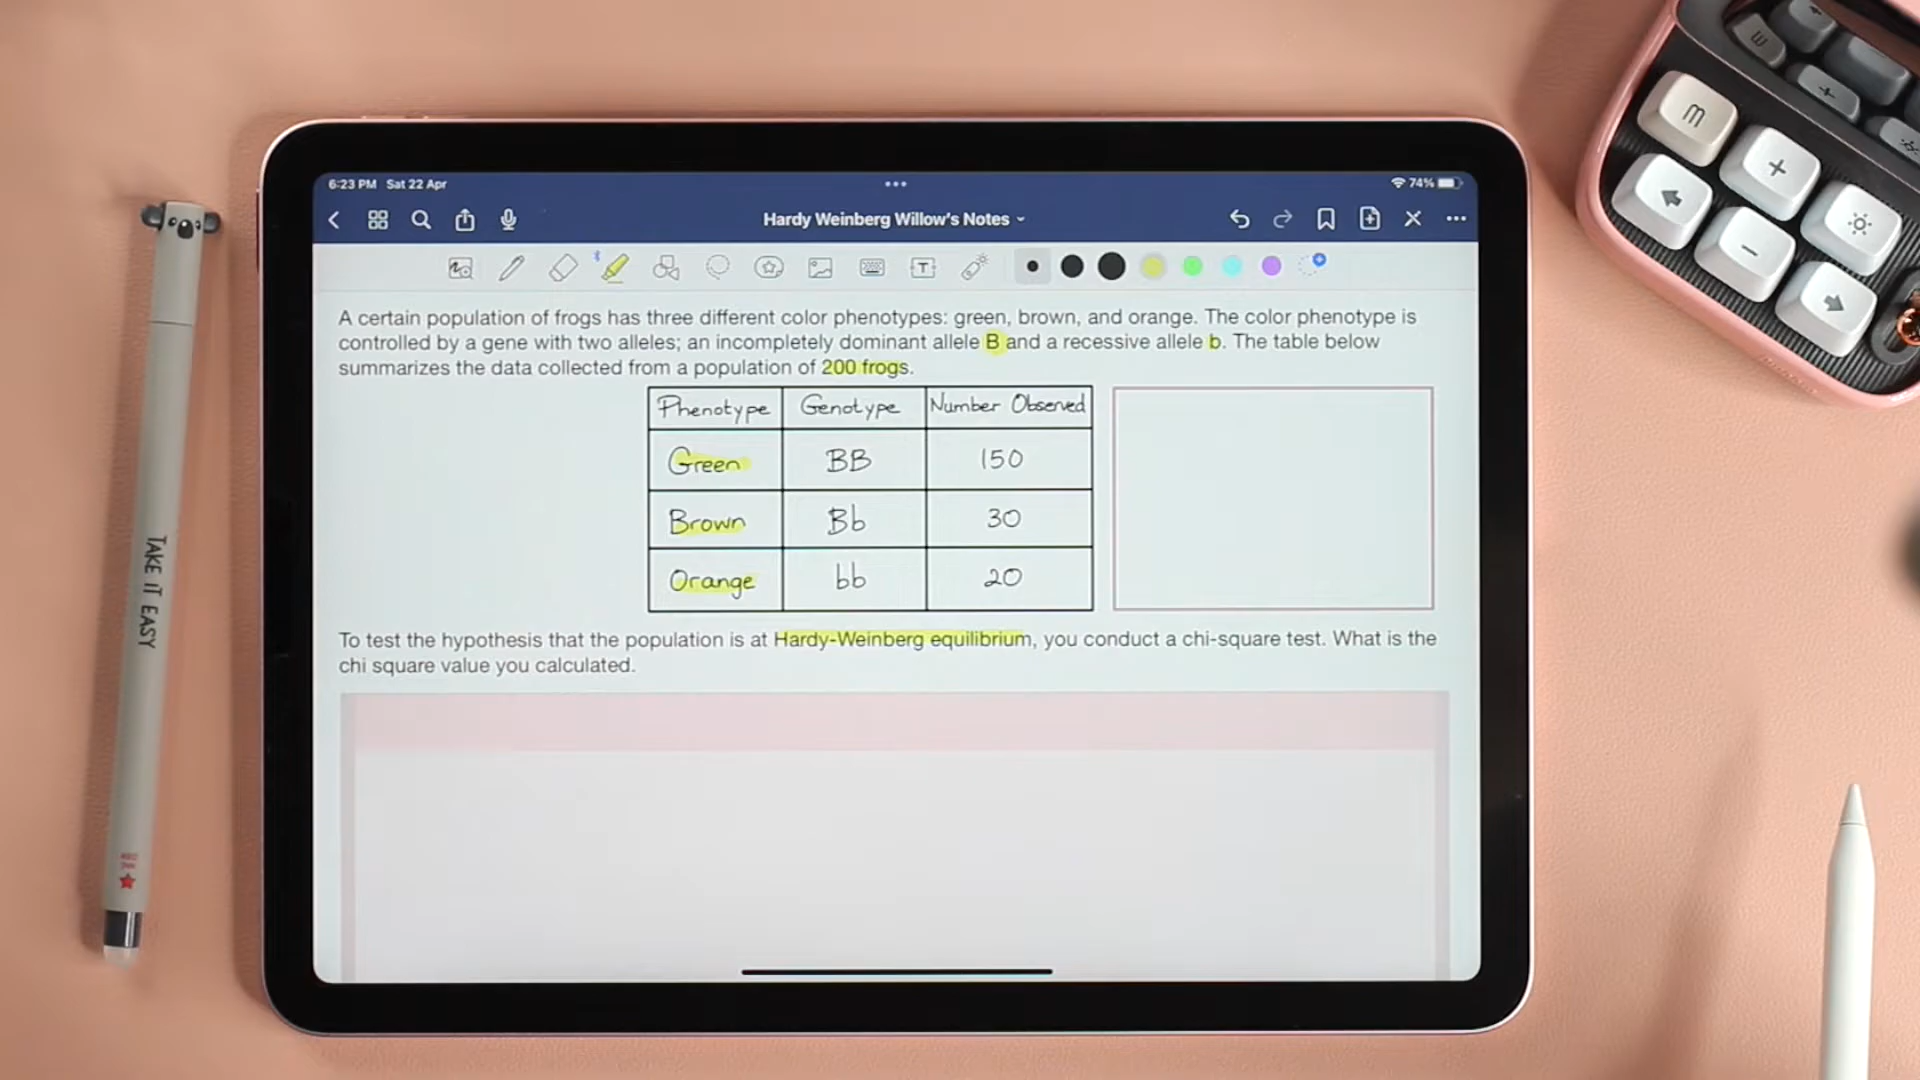 6:23 PM Sat 22 Apr
74%
Hardy Weinberg Willow's Notes
A certain population of frogs has three different color phenotypes: green, brown, and orange. The color phenotype is
controlled by a gene with two alleles; an incompletely dominant allele B and a recessive allele b. The table below
summarizes the data collected from a population of 200 frogs.
Phenotype Genotype Number Observed
Green BB 150
Brown Bb 30
Orange bb 20
To test the hypothesis that the population is at Hardy-Weinberg equilibrium, you conduct a chi-square test. What is the
chi square value you calculated.
TAKE IT EASY
m
+
−